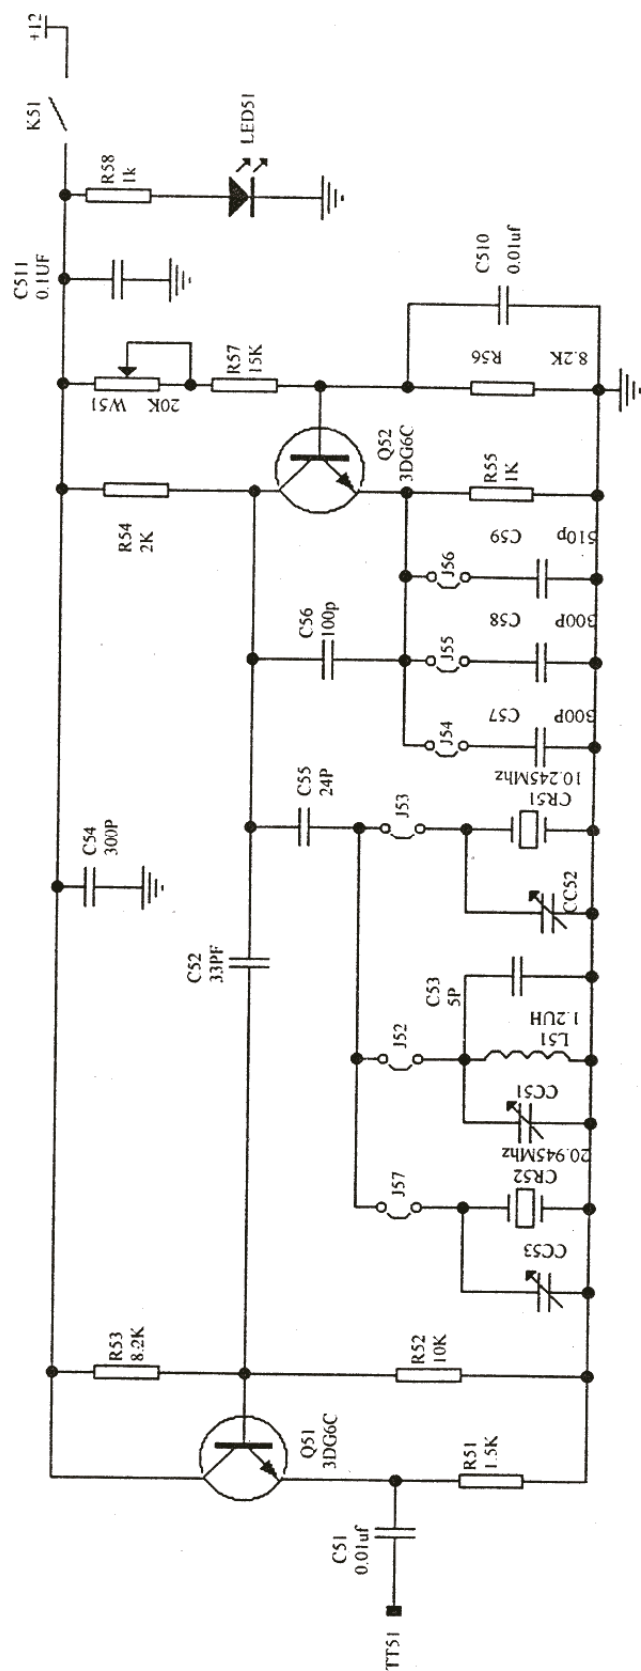 +12
K51
LED51
R58
1k
C511
0.1UF
W51
20K
R57
15K
C510
0.01uf
R56
8.2K
Q52
3DG6C
R54
2K
R55
1K
C59
510p
J56
C56
100p
C58
300P
J55
C57
300P
J54
C55
24P
J53
10.245Mhz
CR51
CC52
C54
300P
C52
33PF
C53
5P
J52
1.2UH
L51
CC51
20.945Mhz
CR52
J57
CC53
R53
8.2K
R52
10K
Q51
3DG6C
R51
1.5K
C51
0.01uf
TT51